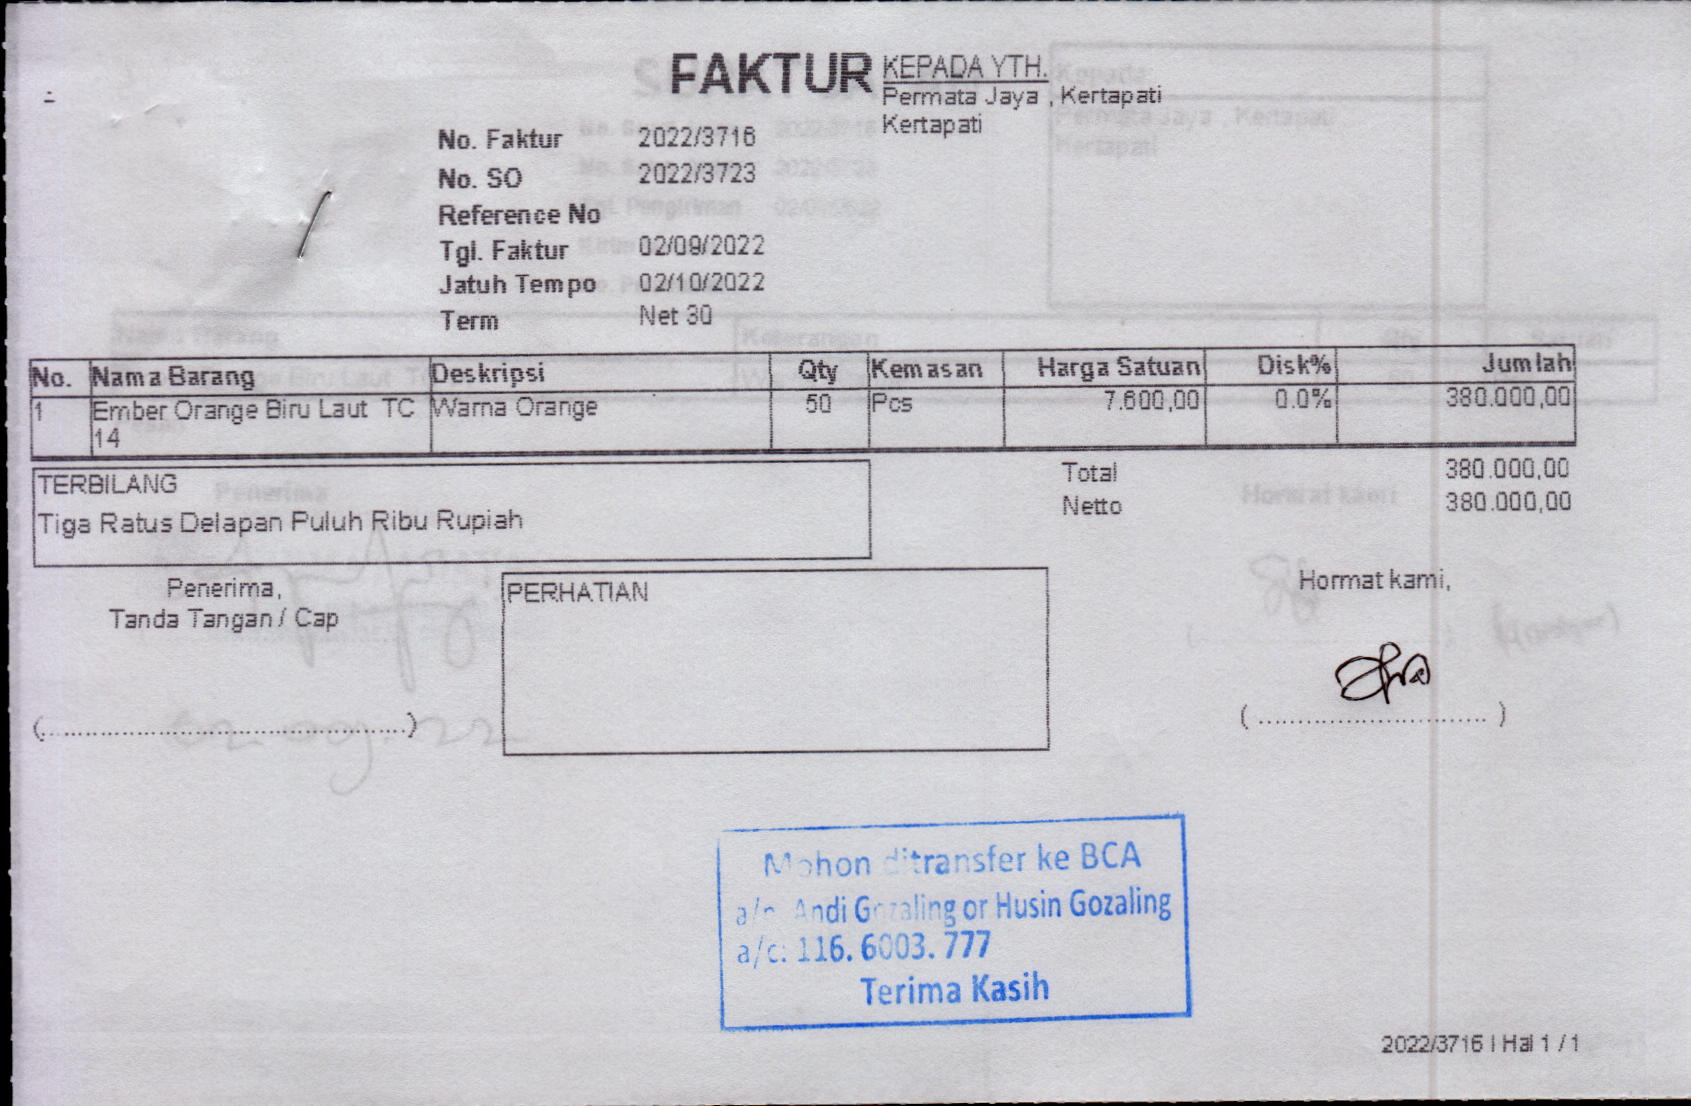 FAKTUR
KEPADA YTH.
Permata Jaya , Kertapati
Kertapati
No. Faktur 2022/3716
No. SO 2022/3723
Reference No
Tgl. Faktur 02/09/2022
Jatuh Tempo 02/10/2022
Term Net 30
No. Nama Barang Deskripsi Qty Kemasan Harga Satuan Disk% Jumlah
1 Ember Orange Biru Laut TC Warna Orange 50 Pcs 7.600,00 0.0% 380.000,00
14
TERBILANG
Tiga Ratus Delapan Puluh Ribu Rupiah
Total 380.000,00
Netto 380.000,00
Penerima,
Tanda Tangan / Cap
(................................................)
PERHATIAN
Hormat kami,
( .............................. )
Mohon ditransfer ke BCA
a/n. Andi Gozaling or Husin Gozaling
a/c: 116. 6003. 777
Terima Kasih
2022/3716 | Hal 1 / 1